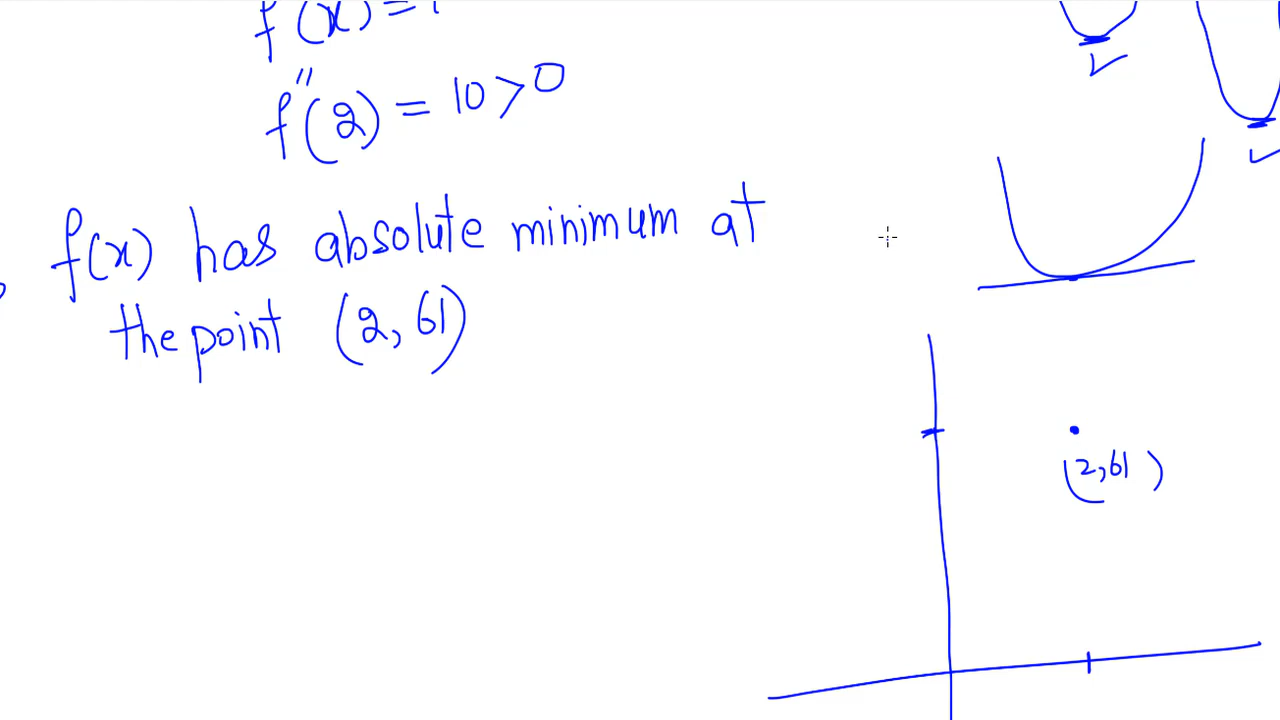 f(x) =
f''(2) = 10 > 0
f(x) has absolute minimum at
the point (2, 61)
(2, 61)